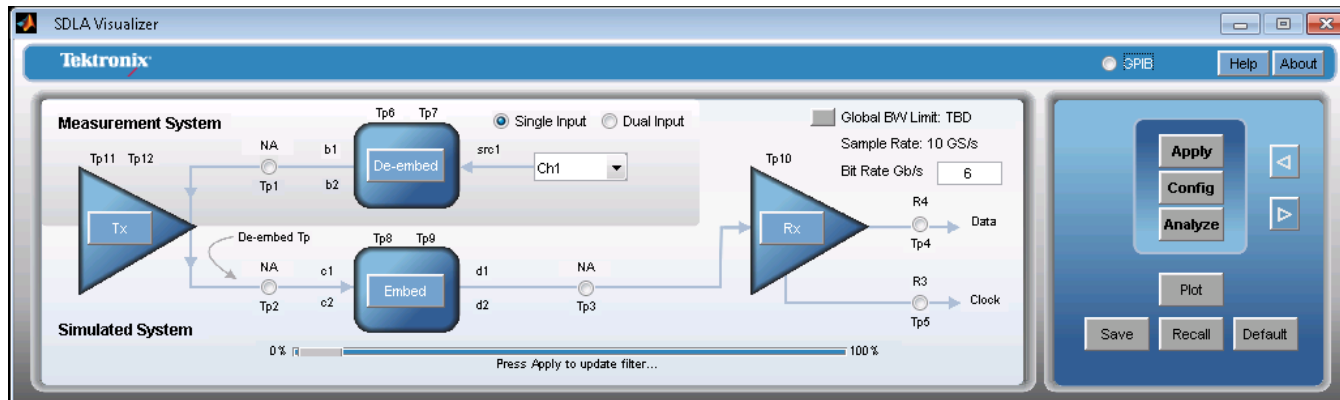 SDLA Visualizer
Tektronix
GPIB
Help
About
Measurement System
Tp6 Tp7
Single Input
Dual Input
Global BW Limit: TBD
Sample Rate: 10 GS/s
Bit Rate Gb/s 6
Tp11 Tp12
NA
b1
De-embed
src1
Ch1
Tp10
Tp1
b2
R4
Tx
Rx
Data
Tp4
De-embed Tp
Tp8 Tp9
NA
c1
d1
NA
Embed
R3
Clock
Tp2
c2
d2
Tp3
Tp5
Simulated System
0%
100%
Press Apply to update filter...
Apply
Config
Analyze
Plot
Save
Recall
Default